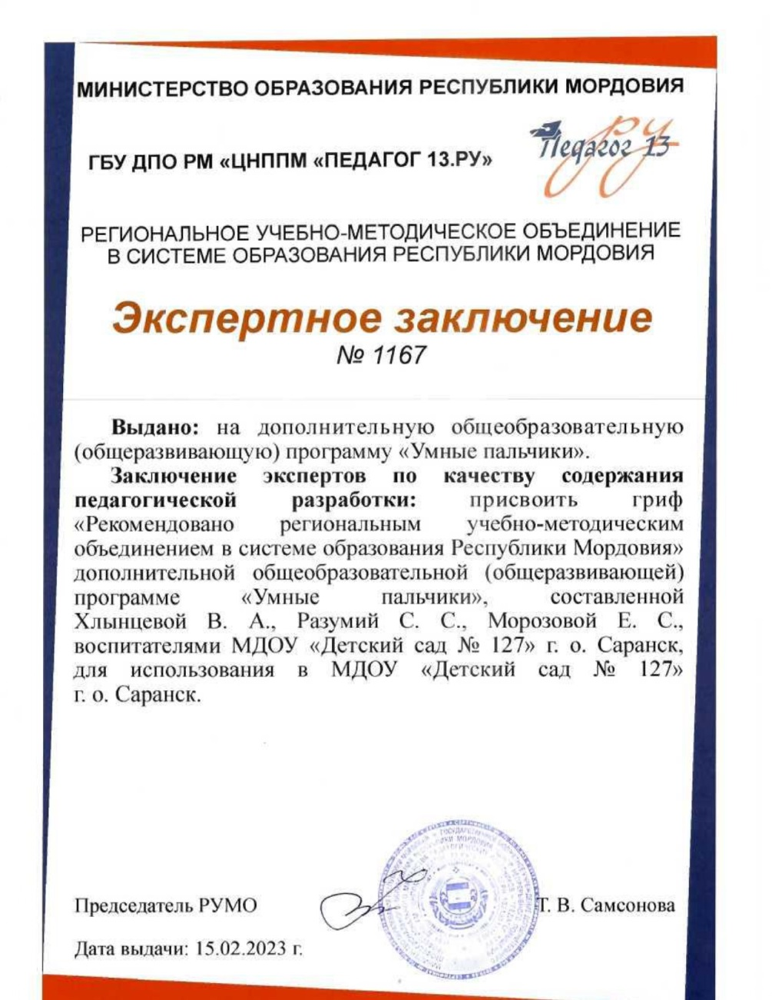 МИНИСТЕРСТВО ОБРАЗОВАНИЯ РЕСПУБЛИКИ МОРДОВИЯ
ГБУ ДПО РМ «ЦНППМ «ПЕДАГОГ 13.РУ»
Педагог 13
РУ
РЕГИОНАЛЬНОЕ УЧЕБНО-МЕТОДИЧЕСКОЕ ОБЪЕДИНЕНИЕ
В СИСТЕМЕ ОБРАЗОВАНИЯ РЕСПУБЛИКИ МОРДОВИЯ
Экспертное заключение
№ 1167
Выдано: на дополнительную общеобразовательную
(общеразвивающую) программу «Умные пальчики».
Заключение экспертов по качеству содержания
педагогической разработки: присвоить гриф
«Рекомендовано региональным учебно-методическим
объединением в системе образования Республики Мордовия»
дополнительной общеобразовательной (общеразвивающей)
программе «Умные пальчики», составленной
Хлынцевой В. А., Разумий С. С., Морозовой Е. С.,
воспитателями МДОУ «Детский сад № 127» г. о. Саранск,
для использования в МДОУ «Детский сад № 127»
г. о. Саранск.
Председатель РУМО
Т. В. Самсонова
Дата выдачи: 15.02.2023 г.